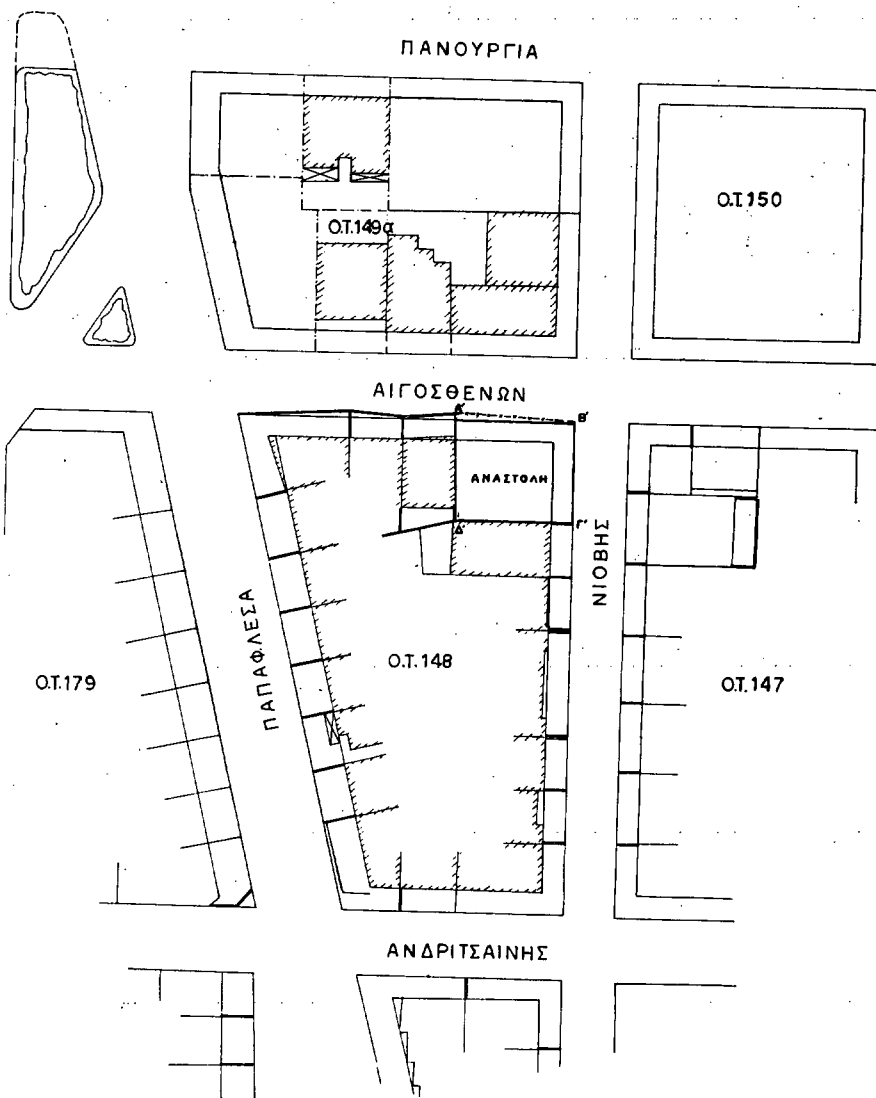 ΠΑΝΟΥΡΓΙΑ
Ο.Τ.150
Ο.Τ.149α
ΑΙΓΟΣΘΕΝΩΝ
Α' Β'
ΑΝΑΣΤΟΛΗ
Δ' Γ'
ΝΙΟΒΗΣ
ΠΑΠΑΦΛΕΣΑ
Ο.Τ.148
Ο.Τ.179
Ο.Τ.147
ΑΝΔΡΙΤΣΑΙΝΗΣ